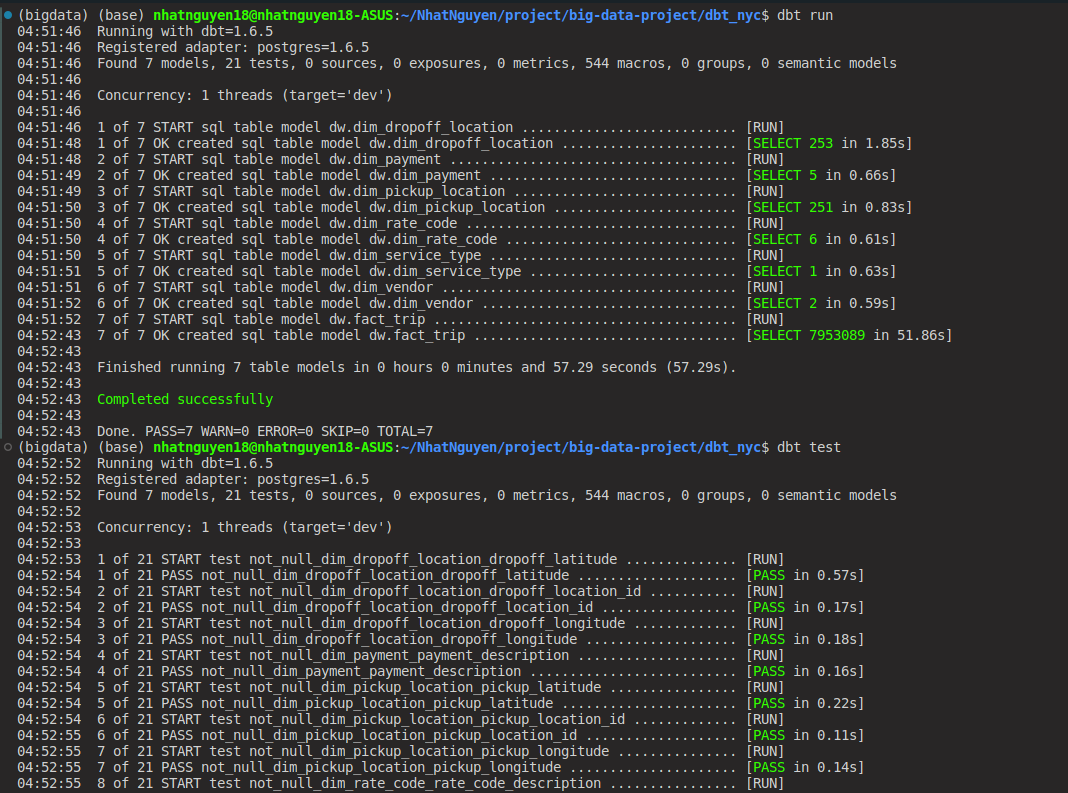 (bigdata) (base) nhatnguyen18@nhatnguyen18-ASUS:~/NhatNguyen/project/big-data-project/dbt_nyc$ dbt run
04:51:46  Running with dbt=1.6.5
04:51:46  Registered adapter: postgres=1.6.5
04:51:46  Found 7 models, 21 tests, 0 sources, 0 exposures, 0 metrics, 544 macros, 0 groups, 0 semantic models
04:51:46
04:51:46  Concurrency: 1 threads (target='dev')
04:51:46
04:51:46  1 of 7 START sql table model dw.dim_dropoff_location ........................... [RUN]
04:51:48  1 of 7 OK created sql table model dw.dim_dropoff_location ...................... [SELECT 253 in 1.85s]
04:51:48  2 of 7 START sql table model dw.dim_payment .................................... [RUN]
04:51:49  2 of 7 OK created sql table model dw.dim_payment ............................... [SELECT 5 in 0.66s]
04:51:49  3 of 7 START sql table model dw.dim_pickup_location ............................ [RUN]
04:51:50  3 of 7 OK created sql table model dw.dim_pickup_location ....................... [SELECT 251 in 0.83s]
04:51:50  4 of 7 START sql table model dw.dim_rate_code .................................. [RUN]
04:51:50  4 of 7 OK created sql table model dw.dim_rate_code ............................. [SELECT 6 in 0.61s]
04:51:50  5 of 7 START sql table model dw.dim_service_type ............................... [RUN]
04:51:51  5 of 7 OK created sql table model dw.dim_service_type .......................... [SELECT 1 in 0.63s]
04:51:51  6 of 7 START sql table model dw.dim_vendor ..................................... [RUN]
04:51:52  6 of 7 OK created sql table model dw.dim_vendor ................................ [SELECT 2 in 0.59s]
04:51:52  7 of 7 START sql table model dw.fact_trip ...................................... [RUN]
04:52:43  7 of 7 OK created sql table model dw.fact_trip ................................. [SELECT 7953089 in 51.86s]
04:52:43
04:52:43  Finished running 7 table models in 0 hours 0 minutes and 57.29 seconds (57.29s).
04:52:43
04:52:43  Completed successfully
04:52:43
04:52:43  Done. PASS=7 WARN=0 ERROR=0 SKIP=0 TOTAL=7
(bigdata) (base) nhatnguyen18@nhatnguyen18-ASUS:~/NhatNguyen/project/big-data-project/dbt_nyc$ dbt test
04:52:52  Running with dbt=1.6.5
04:52:52  Registered adapter: postgres=1.6.5
04:52:52  Found 7 models, 21 tests, 0 sources, 0 exposures, 0 metrics, 544 macros, 0 groups, 0 semantic models
04:52:52
04:52:53  Concurrency: 1 threads (target='dev')
04:52:53
04:52:53  1 of 21 START test not_null_dim_dropoff_location_dropoff_latitude .............. [RUN]
04:52:54  1 of 21 PASS not_null_dim_dropoff_location_dropoff_latitude .................... [PASS in 0.57s]
04:52:54  2 of 21 START test not_null_dim_dropoff_location_dropoff_location_id ........... [RUN]
04:52:54  2 of 21 PASS not_null_dim_dropoff_location_dropoff_location_id ................. [PASS in 0.17s]
04:52:54  3 of 21 START test not_null_dim_dropoff_location_dropoff_longitude ............. [RUN]
04:52:54  3 of 21 PASS not_null_dim_dropoff_location_dropoff_longitude ................... [PASS in 0.18s]
04:52:54  4 of 21 START test not_null_dim_payment_payment_description .................... [RUN]
04:52:54  4 of 21 PASS not_null_dim_payment_payment_description .......................... [PASS in 0.16s]
04:52:54  5 of 21 START test not_null_dim_pickup_location_pickup_latitude ................ [RUN]
04:52:54  5 of 21 PASS not_null_dim_pickup_location_pickup_latitude ...................... [PASS in 0.22s]
04:52:54  6 of 21 START test not_null_dim_pickup_location_pickup_location_id ............. [RUN]
04:52:55  6 of 21 PASS not_null_dim_pickup_location_pickup_location_id ................... [PASS in 0.11s]
04:52:55  7 of 21 START test not_null_dim_pickup_location_pickup_longitude ............... [RUN]
04:52:55  7 of 21 PASS not_null_dim_pickup_location_pickup_longitude ..................... [PASS in 0.14s]
04:52:55  8 of 21 START test not_null_dim_rate_code_rate_code_description ................ [RUN]